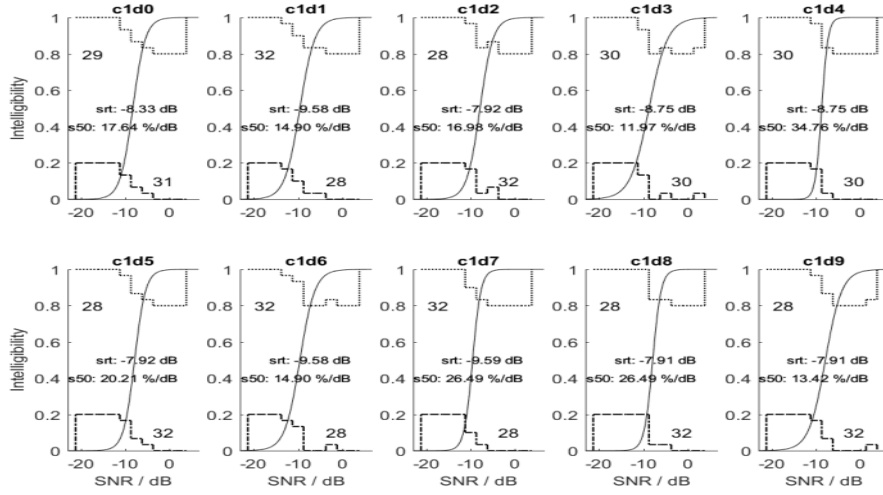 c1d0 c1d1 c1d2 c1d3 c1d4
1 1 1 1 1
0.8 0.8 0.8 0.8 0.8
29 32 28 30 30
0.6 0.6 0.6 0.6 0.6
Intelligibility
srt: -8.33 dB srt: -9.58 dB srt: -7.92 dB srt: -8.75 dB srt: -8.75 dB
0.4 0.4 0.4 0.4 0.4
s50: 17.64 %/dB s50: 14.90 %/dB s50: 16.98 %/dB s50: 11.97 %/dB s50: 34.76 %/dB
0.2 0.2 0.2 0.2 0.2
31 28 32 30 30
0 0 0 0 0
-20 -10 0 -20 -10 0 -20 -10 0 -20 -10 0 -20 -10 0
c1d5 c1d6 c1d7 c1d8 c1d9
1 1 1 1 1
0.8 0.8 0.8 0.8 0.8
28 32 32 28 28
0.6 0.6 0.6 0.6 0.6
Intelligibility
srt: -7.92 dB srt: -9.58 dB srt: -9.59 dB srt: -7.91 dB srt: -7.91 dB
0.4 0.4 0.4 0.4 0.4
s50: 20.21 %/dB s50: 14.90 %/dB s50: 26.49 %/dB s50: 26.49 %/dB s50: 13.42 %/dB
0.2 0.2 0.2 0.2 0.2
32 28 28 32 32
0 0 0 0 0
-20 -10 0 -20 -10 0 -20 -10 0 -20 -10 0 -20 -10 0
SNR / dB SNR / dB SNR / dB SNR / dB SNR / dB